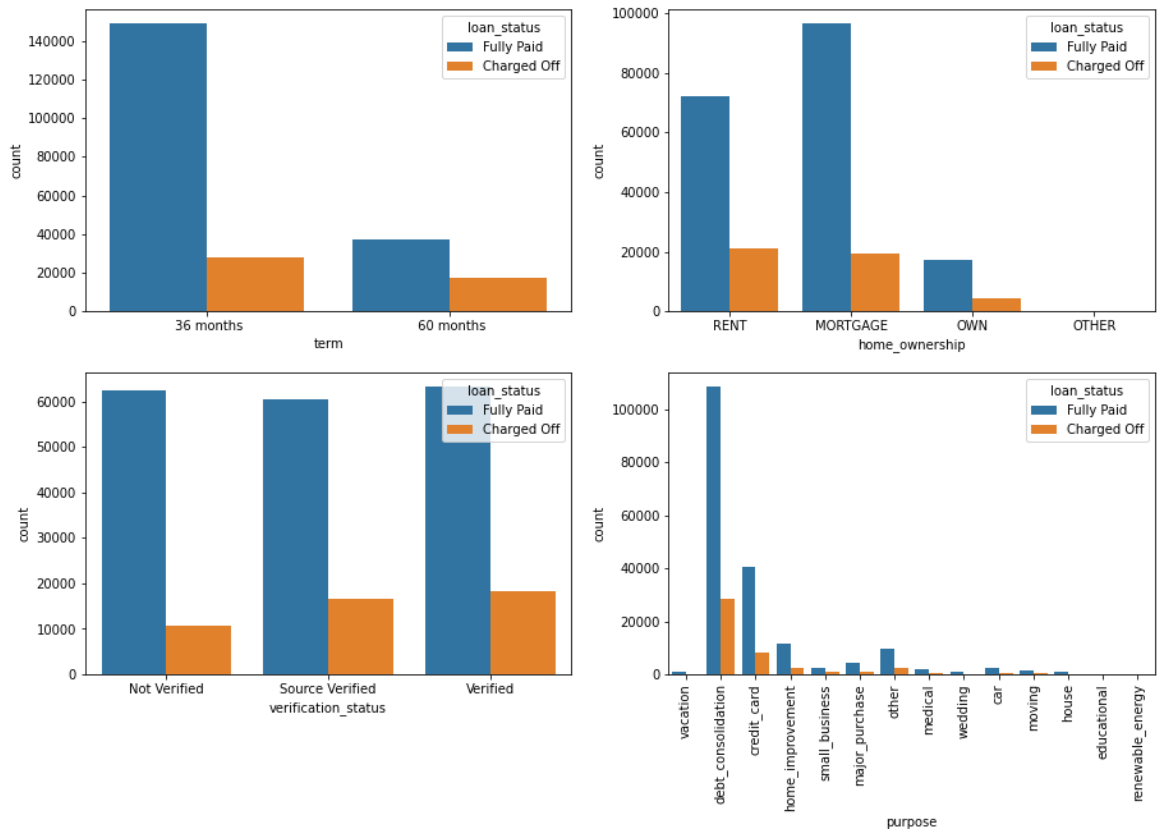 140000
120000
100000
80000
60000
40000
20000
0
count
loan_status
Fully Paid
Charged Off
36 months
60 months
term
100000
80000
60000
40000
20000
0
count
loan_status
Fully Paid
Charged Off
RENT
MORTGAGE
OWN
OTHER
home_ownership
60000
50000
40000
30000
20000
10000
0
count
loan_status
Fully Paid
Charged Off
Not Verified
Source Verified
Verified
verification_status
100000
80000
60000
40000
20000
0
count
loan_status
Fully Paid
Charged Off
vacation
debt_consolidation
credit_card
home_improvement
small_business
major_purchase
other
medical
wedding
car
moving
house
educational
renewable_energy
purpose